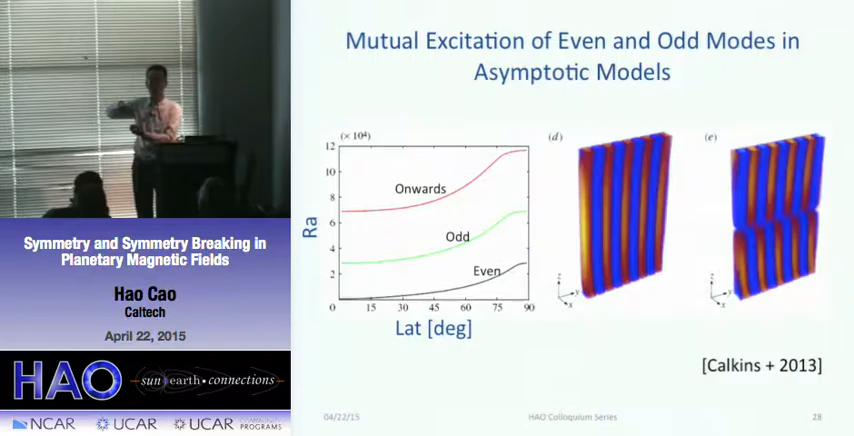 Mutual Excitation of Even and Odd Modes in
Asymptotic Models
(× 10⁴)
12
10
8
6
4
2
0
15
30
45
60
75
90
Ra
Onwards
Odd
Even
Lat [deg]
(d)
z
y
x
(e)
z
y
x
[Calkins + 2013]
04/22/15
HAO Colloquium Series
28
Symmetry and Symmetry Breaking in
Planetary Magnetic Fields
Hao Cao
Caltech
April 22, 2015
HAO
sun earth • connections
NCAR
UCAR
UCAR COMMUNITY
PROGRAMS